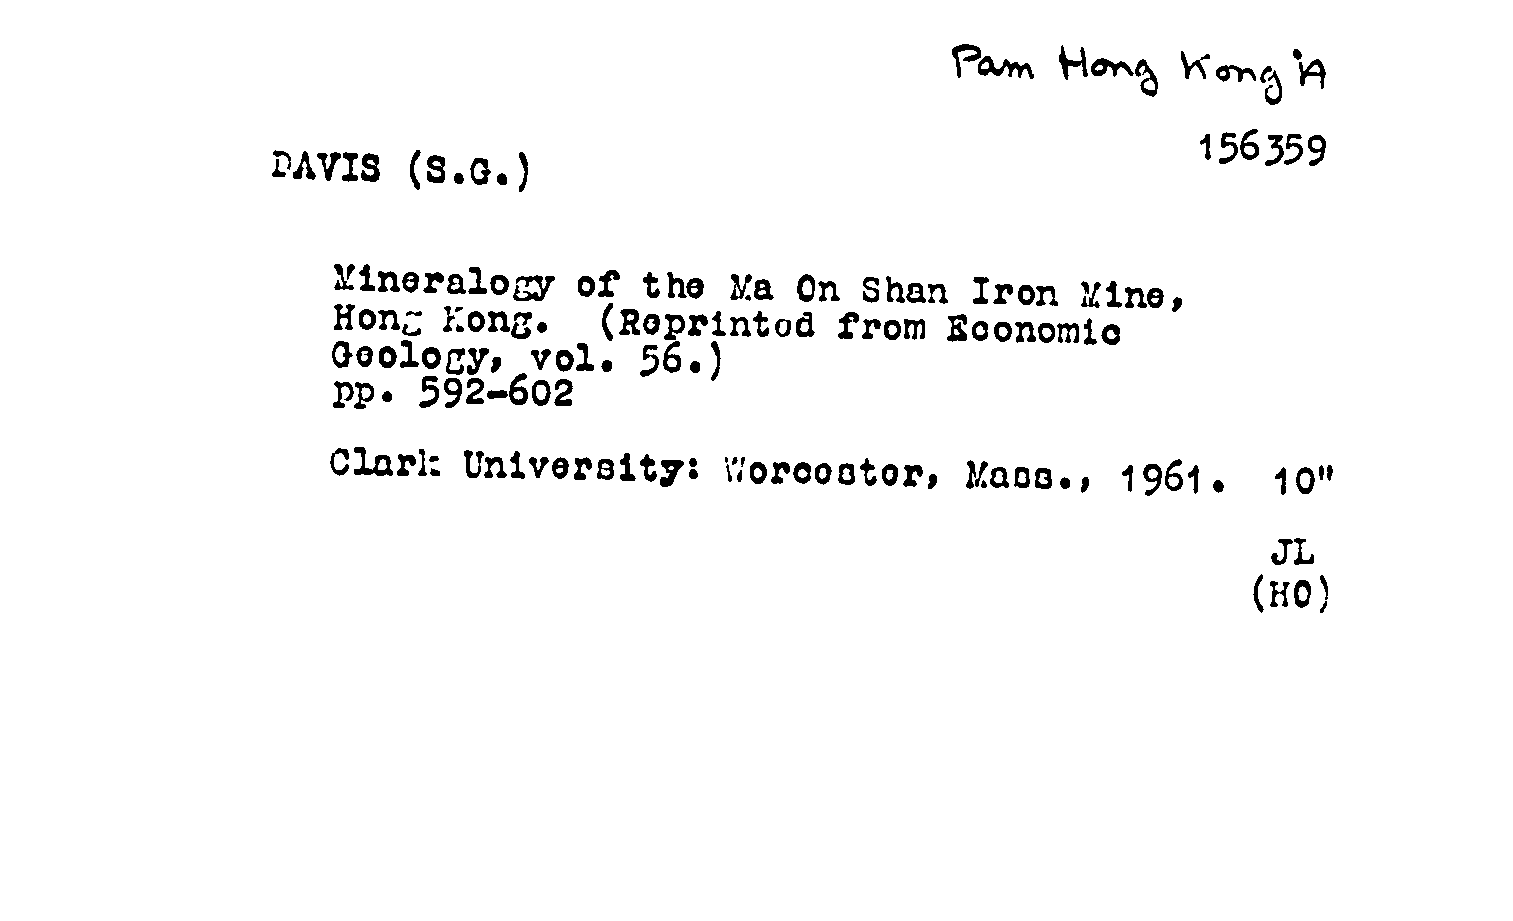 Pam Hong Kong 'A
156359
DAVIS (S.G.)
Mineralogy of the Ma On Shan Iron Mine,
Hong Kong. (Reprinted from Economic
Geology, vol. 56.)
pp. 592-602
Clark University: Worcester, Mass., 1961. 10"
JL
(HO)